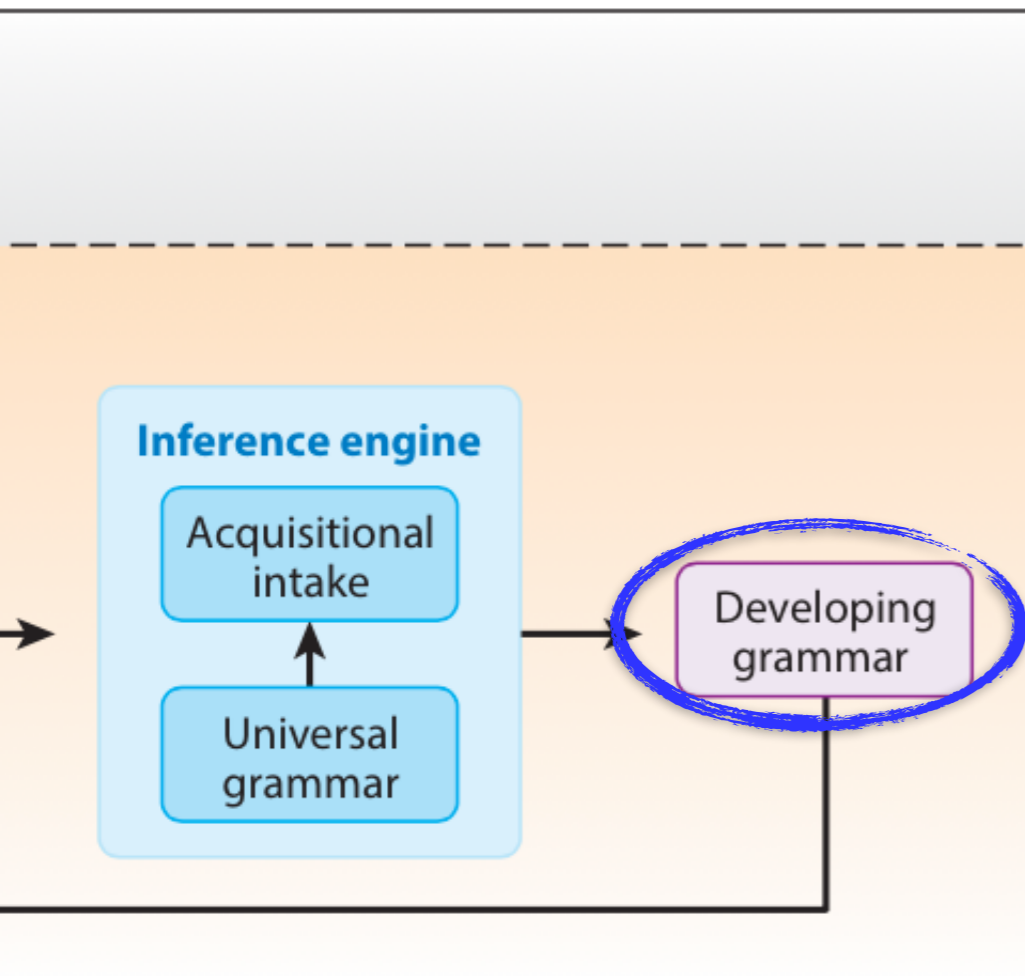 Inference engine
Acquisitional
intake
Universal
grammar
Developing
grammar